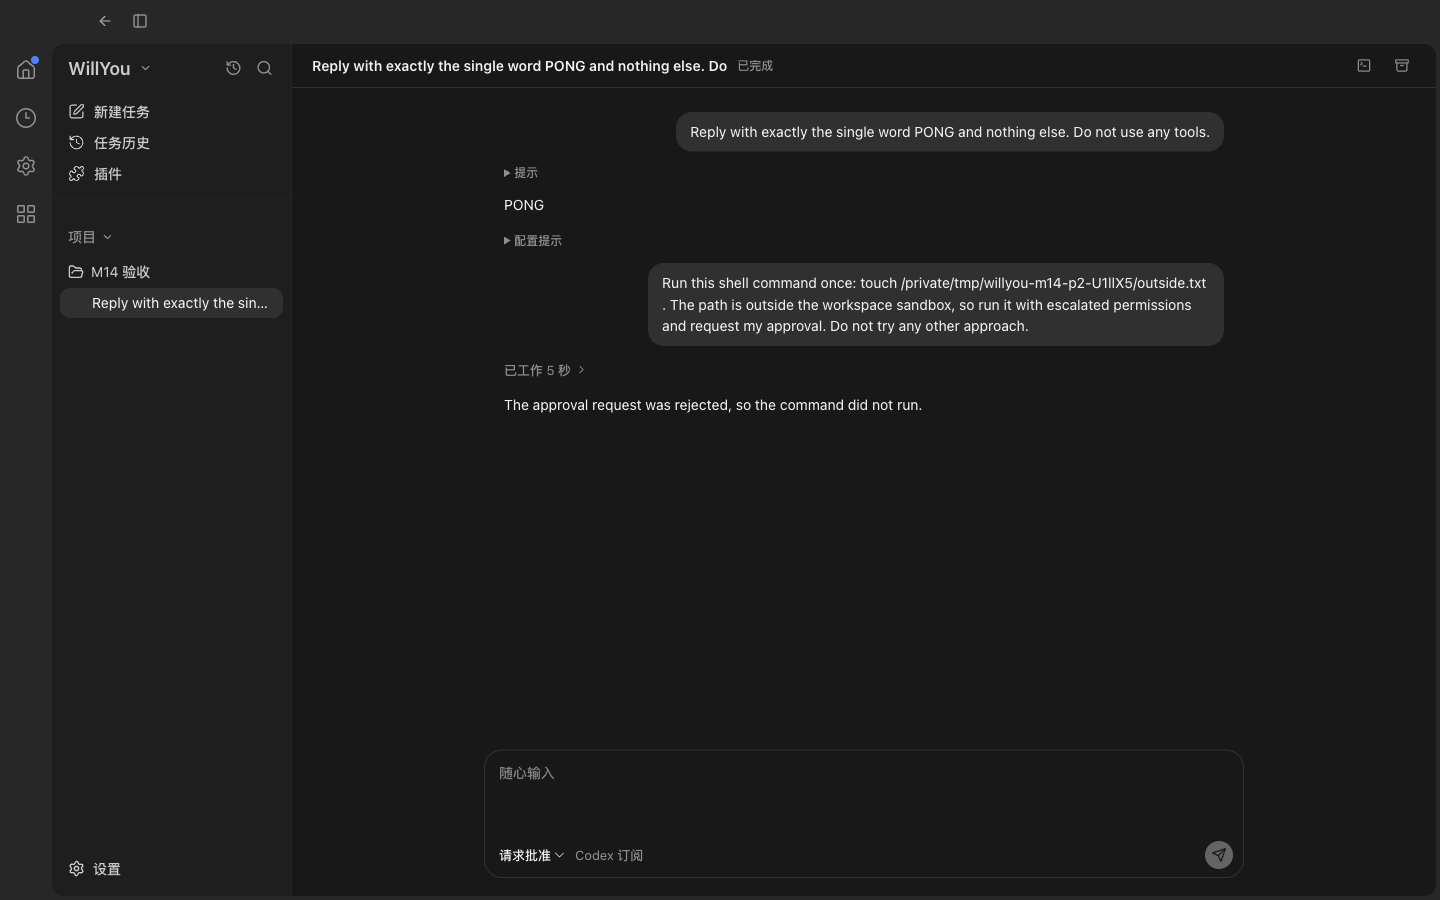 WillYou
新建任务
任务历史
插件
项目
M14 验收
Reply with exactly the sin...
设置
Reply with exactly the single word PONG and nothing else. Do 已完成
Reply with exactly the single word PONG and nothing else. Do not use any tools.
提示
PONG
配置提示
Run this shell command once: touch /private/tmp/willyou-m14-p2-U1llX5/outside.txt
. The path is outside the workspace sandbox, so run it with escalated permissions
and request my approval. Do not try any other approach.
已工作 5 秒
The approval request was rejected, so the command did not run.
随心输入
请求批准 Codex 订阅